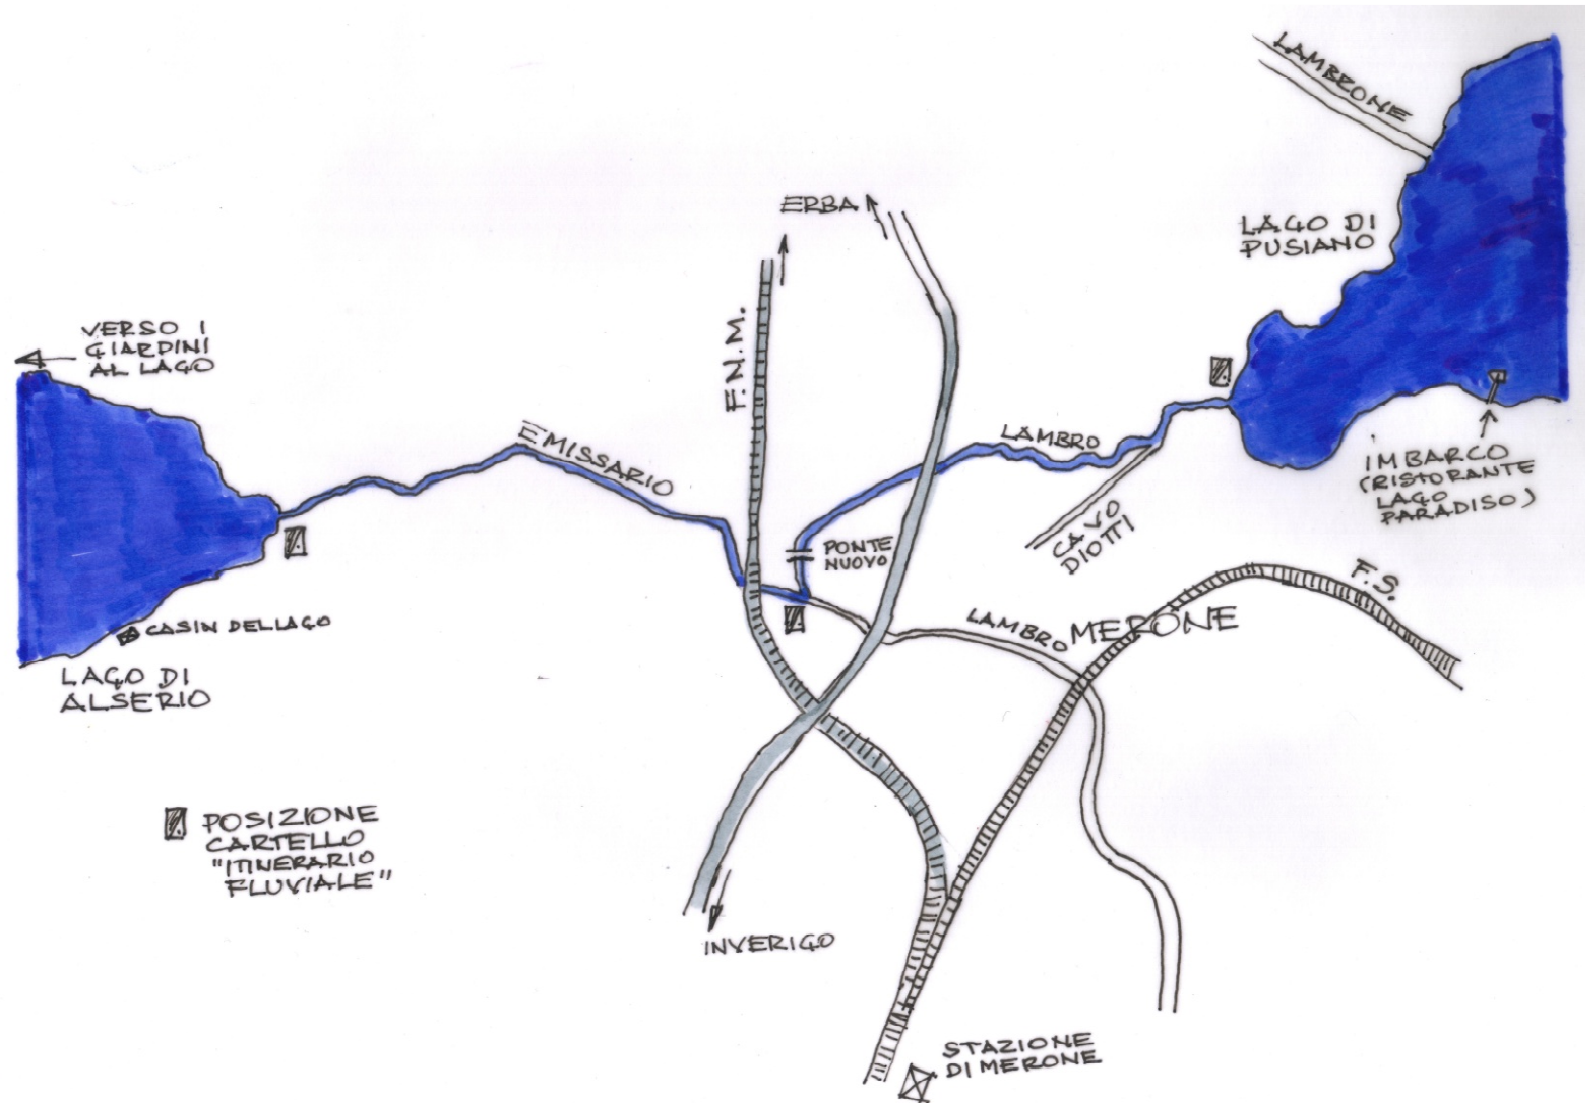 LAMBRONE
ERBA
LAGO DI
PUSIANO
VERSO I
GIARDINI
AL LAGO
F.N.M.
EMISSARIO
LAMBRO
IMBARCO
(RISTORANTE
LAGO
PARADISO)
PONTE
NUOVO
CAVO
DIOTTI
F.S.
CASIN DEL LAGO
LAMBRO
MERONE
LAGO DI
ALSERIO
POSIZIONE
CARTELLO
"ITINERARIO
FLUVIALE"
INVERIGO
STAZIONE
DI MERONE